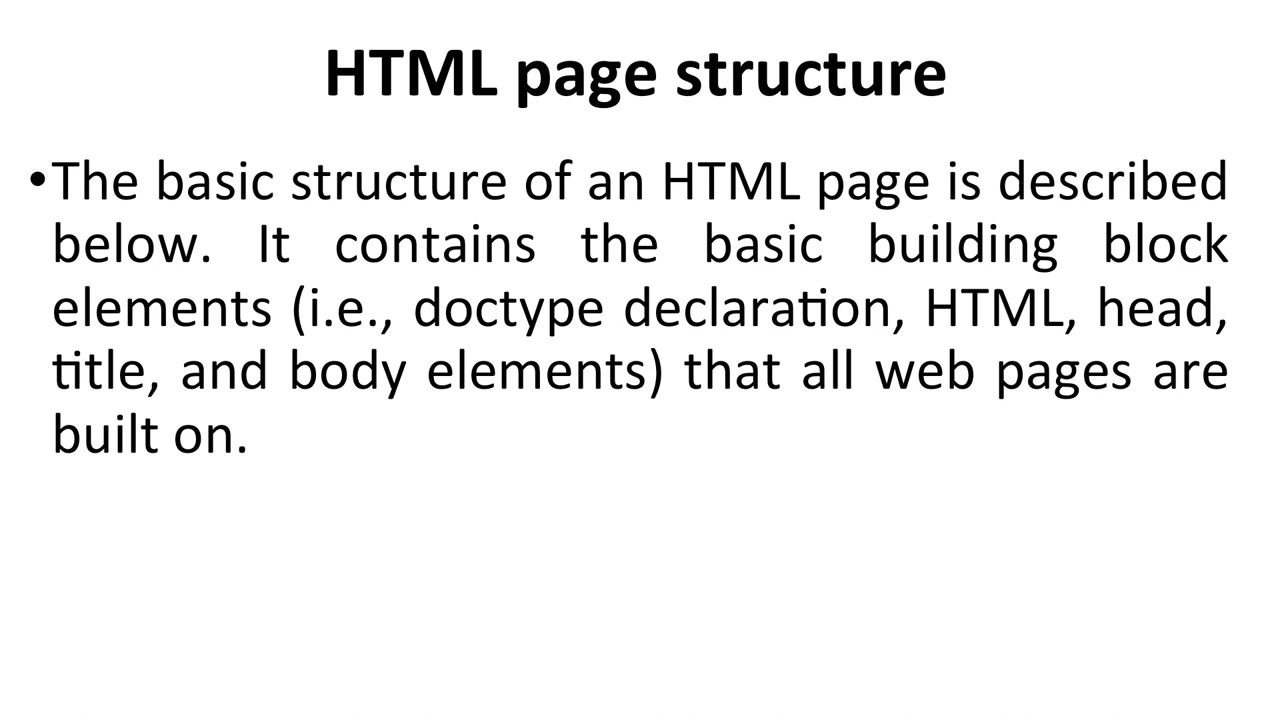 HTML page structure
•The basic structure of an HTML page is described
below. It contains the basic building block
elements (i.e., doctype declaration, HTML, head,
title, and body elements) that all web pages are
built on.